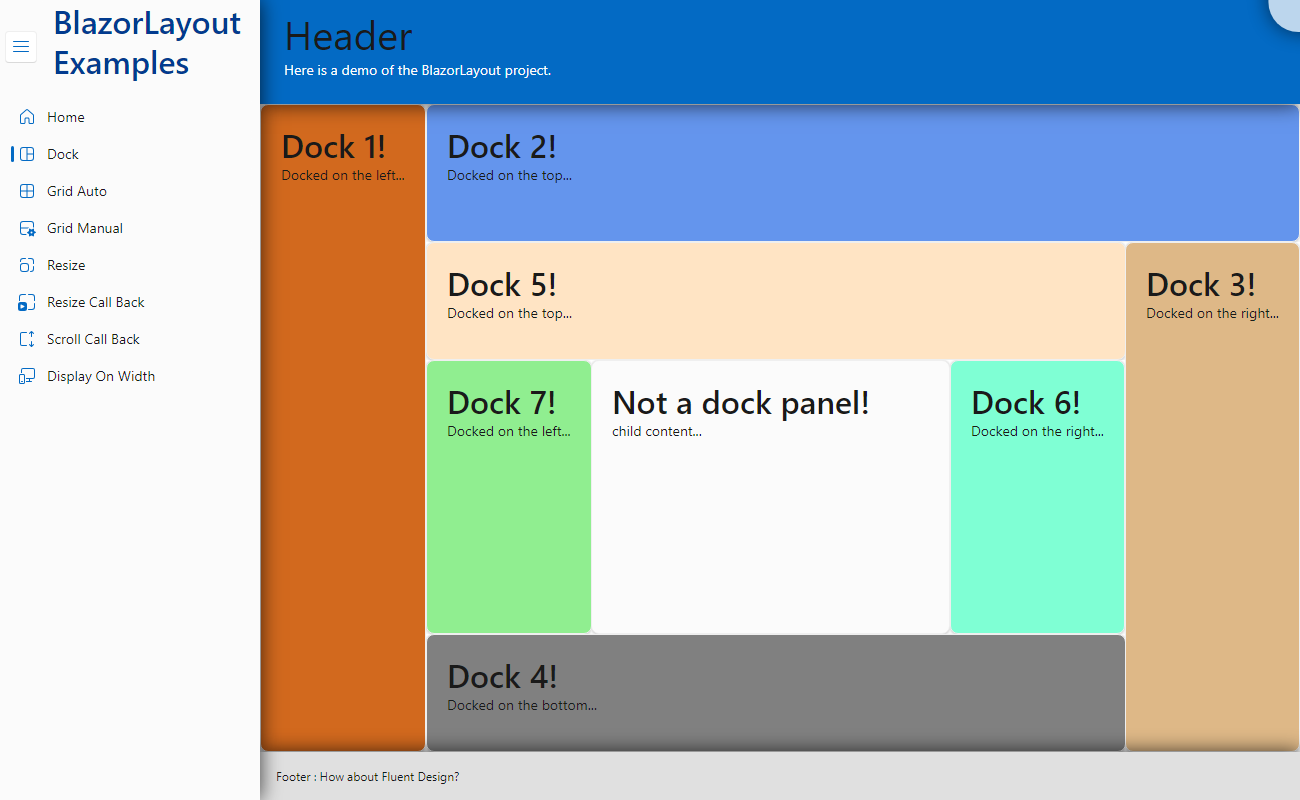 BlazorLayout
Examples
Home
Dock
Grid Auto
Grid Manual
Resize
Resize Call Back
Scroll Call Back
Display On Width
Header
Here is a demo of the BlazorLayout project.
Dock 1!
Docked on the left...
Dock 2!
Docked on the top...
Dock 5!
Docked on the top...
Dock 3!
Docked on the right...
Dock 7!
Docked on the left...
Not a dock panel!
child content...
Dock 6!
Docked on the right...
Dock 4!
Docked on the bottom...
Footer : How about Fluent Design?